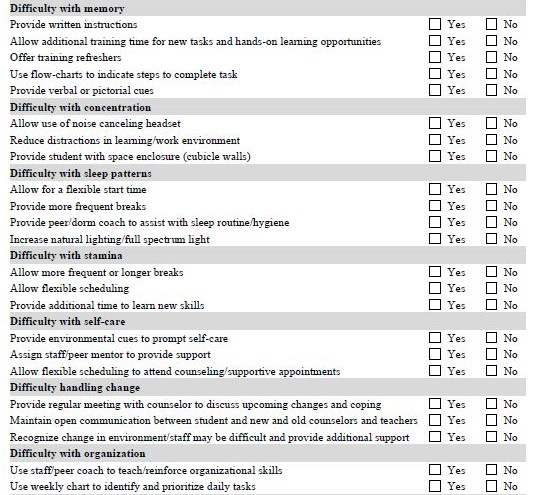 Difficulty with memory
Provide written instructions Yes No
Allow additional training time for new tasks and hands-on learning opportunities Yes No
Offer training refreshers Yes No
Use flow-charts to indicate steps to complete task Yes No
Provide verbal or pictorial cues Yes No
Difficulty with concentration
Allow use of noise canceling headset Yes No
Reduce distractions in learning/work environment Yes No
Provide student with space enclosure (cubicle walls) Yes No
Difficulty with sleep patterns
Allow for a flexible start time Yes No
Provide more frequent breaks Yes No
Provide peer/dorm coach to assist with sleep routine/hygiene Yes No
Increase natural lighting/full spectrum light Yes No
Difficulty with stamina
Allow more frequent or longer breaks Yes No
Allow flexible scheduling Yes No
Provide additional time to learn new skills Yes No
Difficulty with self-care
Provide environmental cues to prompt self-care Yes No
Assign staff/peer mentor to provide support Yes No
Allow flexible scheduling to attend counseling/supportive appointments Yes No
Difficulty handling change
Provide regular meeting with counselor to discuss upcoming changes and coping Yes No
Maintain open communication between student and new and old counselors and teachers Yes No
Recognize change in environment/staff may be difficult and provide additional support Yes No
Difficulty with organization
Use staff/peer coach to teach/reinforce organizational skills Yes No
Use weekly chart to identify and prioritize daily tasks Yes No